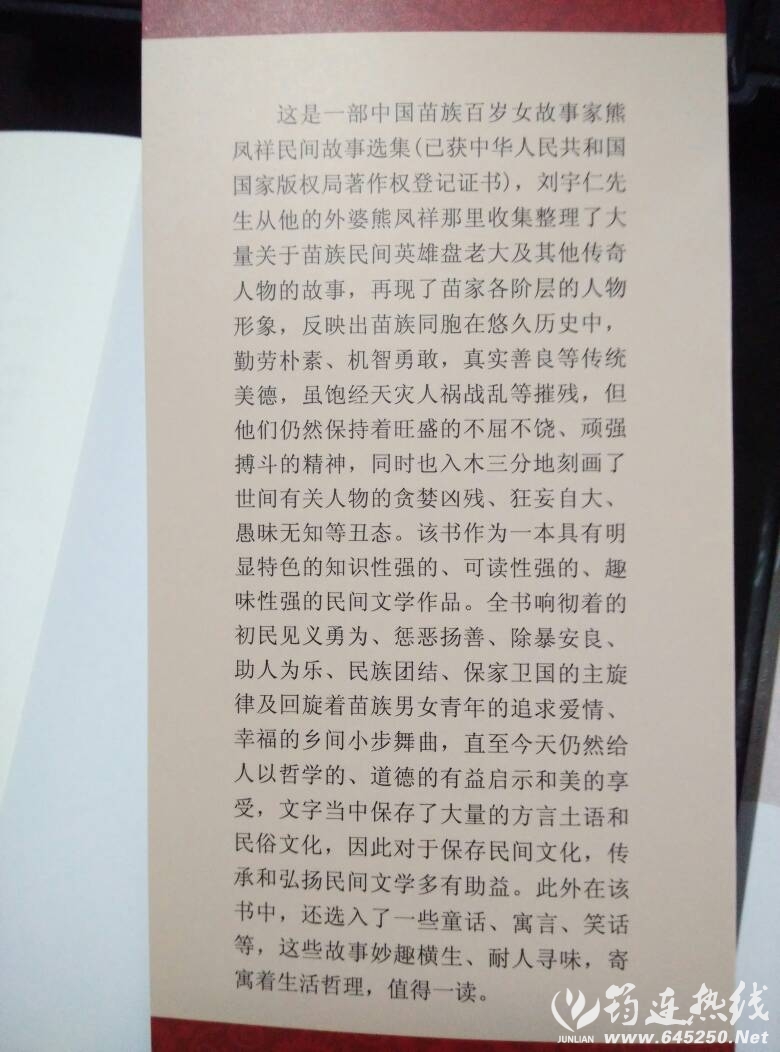 这是一部中国苗族百岁女故事家熊
凤祥民间故事选集(已获中华人民共和国
国家版权局著作权登记证书)，刘宇仁先
生从他的外婆熊凤祥那里收集整理了大
量关于苗族民间英雄盘老大及其他传奇
人物的故事，再现了苗家各阶层的人物
形象，反映出苗族同胞在悠久历史中，
勤劳朴素、机智勇敢，真实善良等传统
美德，虽饱经天灾人祸战乱等摧残，但
他们仍然保持着旺盛的不屈不饶、顽强
搏斗的精神，同时也入木三分地刻画了
世间有关人物的贪婪凶残、狂妄自大、
愚昧无知等丑态。该书作为一本具有明
显特色的知识性强的、可读性强的、趣
味性强的民间文学作品。全书响彻着的
初民见义勇为、惩恶扬善、除暴安良、
助人为乐、民族团结、保家卫国的主旋
律及回旋着苗族男女青年的追求爱情、
幸福的乡间小步舞曲，直至今天仍然给
人以哲学的、道德的有益启示和美的享
受，文字当中保存了大量的方言土语和
民俗文化，因此对于保存民间文化，传
承和弘扬民间文学多有助益。此外在该
书中，还选入了一些童话、寓言、笑话
等，这些故事妙趣横生、耐人寻味，寄
寓着生活哲理，值得一读。
筠连热线
JUNLIAN www.645250.Net